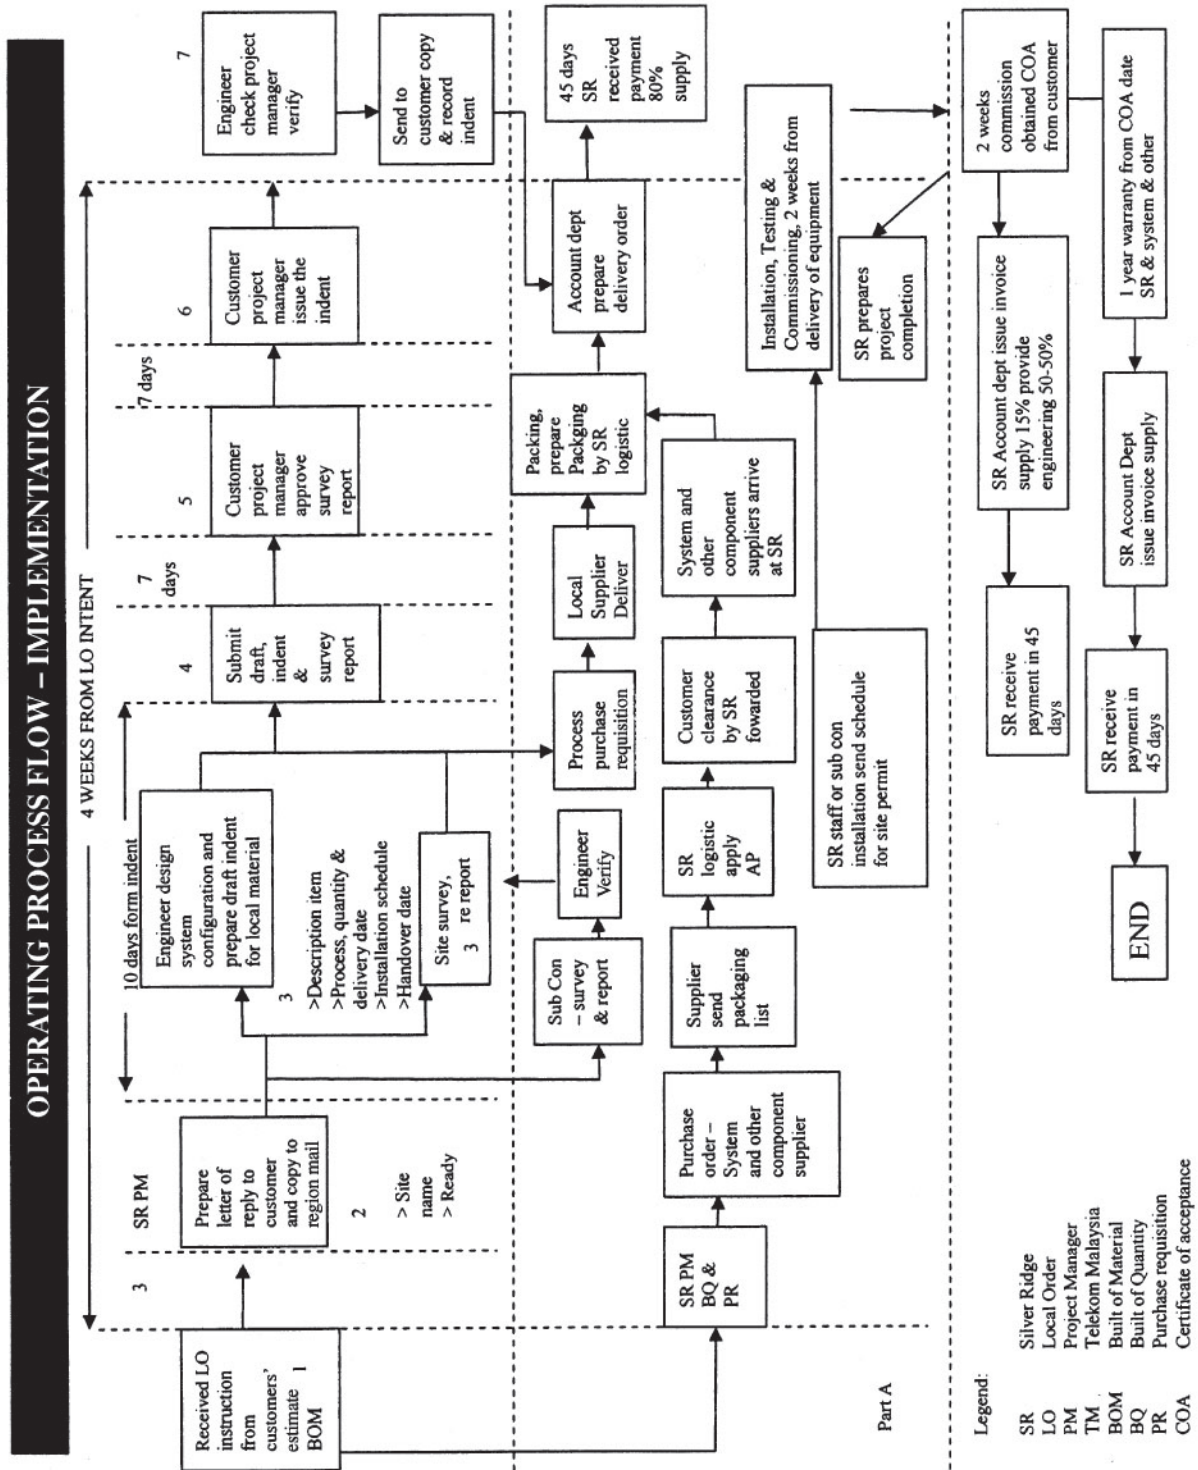 OPERATING PROCESS FLOW – IMPLEMENTATION
4 WEEKS FROM LO INTENT
3
SR PM
10 days form indent
4
7
days
5
7 days
6
7
Received LO
instruction
from
customers'
estimate 1
BOM
Prepare
letter of
reply to
customer
and copy to
region mail
2
> Site
name
> Ready
Engineer design
system
configuration and
prepare draft indent
for local material
3
>Description item
>Process, quantity &
delivery date
>Installation schedule
>Handover date
Site survey,
3 re report
Submit
draft,
indent
&
survey
report
Customer
project
manager
approve
survey
report
Customer
project
manager
issue the
indent
Engineer
check project
manager
verify
Send to
customer copy
& record
indent
Sub Con
– survey
& report
Engineer
Verify
Process
purchase
requisition
Local
Supplier
Deliver
Packing,
prepare
Packging
by SR
logistic
Account dept
prepare
delivery order
45 days
SR
received
payment
80%
supply
SR PM
BQ &
PR
Purchase
order –
System
and other
component
supplier
Supplier
send
packaging
list
SR
logistic
apply
AP
Customer
clearance
by SR
fowarded
System and
other
component
suppliers arrive
at SR
SR staff or sub con
installation send schedule
for site permit
Installation, Testing &
Commissioning, 2 weeks from
delivery of equipment
SR prepares
project
completion
Part A
2 weeks
commission
obtained COA
from customer
SR Account dept issue invoice
supply 15% provide
engineering 50-50%
SR receive
payment in 45
days
1 year warranty from COA date
SR & system & other
SR Account Dept
issue invoice supply
SR receive
payment in
45 days
END
Legend:
SR Silver Ridge
LO Local Order
PM Project Manager
TM Telekom Malaysia
BOM Built of Material
BQ Built of Quantity
PR Purchase requisition
COA Certificate of acceptance